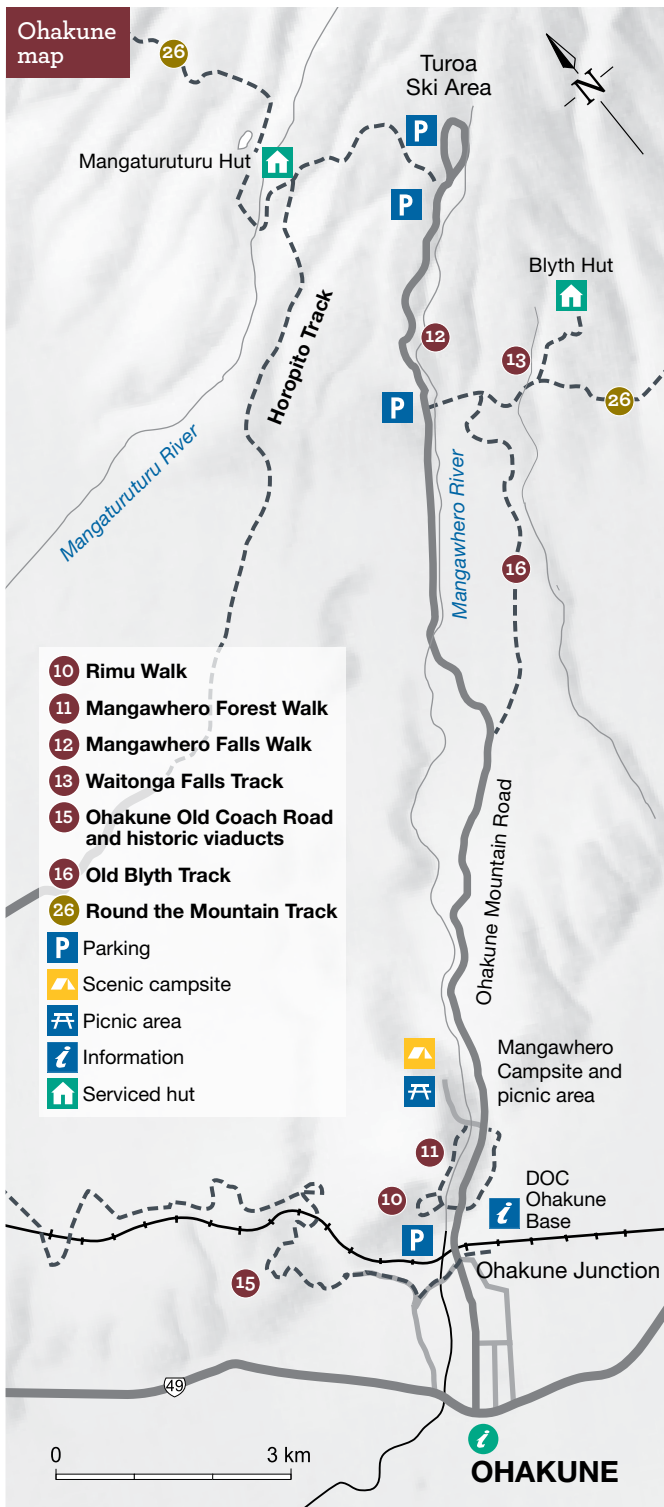 Ohakune
map
26
Turoa
Ski Area
N
P
Mangaturuturu Hut
P
Blyth Hut
Horopito Track
12
13
P
26
Mangaturuturu River
Mangawhero River
16
10 Rimu Walk
11 Mangawhero Forest Walk
12 Mangawhero Falls Walk
13 Waitonga Falls Track
15 Ohakune Old Coach Road
and historic viaducts
16 Old Blyth Track
26 Round the Mountain Track
P Parking
Scenic campsite
Picnic area
i Information
Serviced hut
Ohakune Mountain Road
Mangawhero
Campsite and
picnic area
11
10
DOC
Ohakune
Base
i
P
Ohakune Junction
15
49
i
OHAKUNE
0 3 km